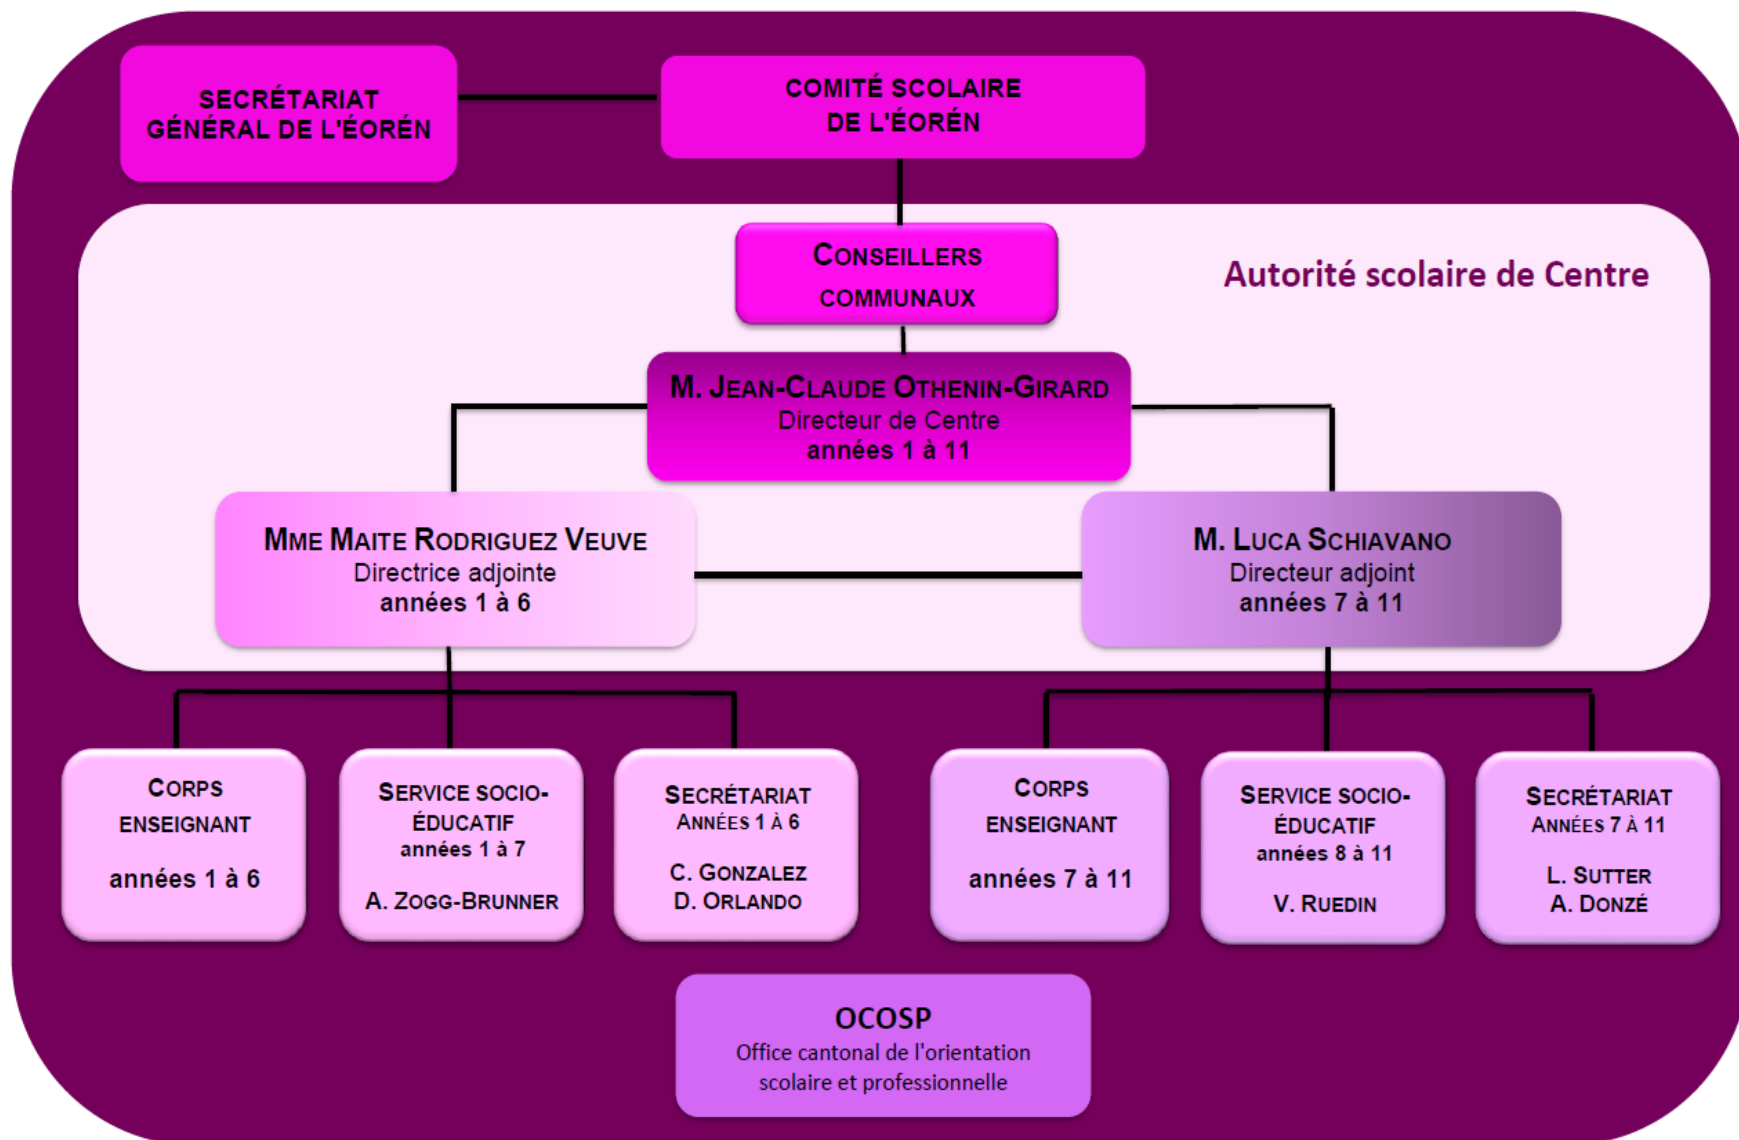 SECRÉTARIAT
GÉNÉRAL DE L'ÉORÉN
COMITÉ SCOLAIRE
DE L'ÉORÉN
CONSEILLERS
COMMUNAUX
Autorité scolaire de Centre
M. JEAN-CLAUDE OTHENIN-GIRARD
Directeur de Centre
années 1 à 11
MME MAITE RODRIGUEZ VEUVE
Directrice adjointe
années 1 à 6
M. LUCA SCHIAVANO
Directeur adjoint
années 7 à 11
CORPS
ENSEIGNANT
années 1 à 6
SERVICE SOCIO-
ÉDUCATIF
années 1 à 7
A. ZOGG-BRUNNER
SECRÉTARIAT
ANNÉES 1 À 6
C. GONZALEZ
D. ORLANDO
CORPS
ENSEIGNANT
années 7 à 11
SERVICE SOCIO-
ÉDUCATIF
années 8 à 11
V. RUEDIN
SECRÉTARIAT
ANNÉES 7 À 11
L. SUTTER
A. DONZÉ
OCOSP
Office cantonal de l'orientation
scolaire et professionnelle